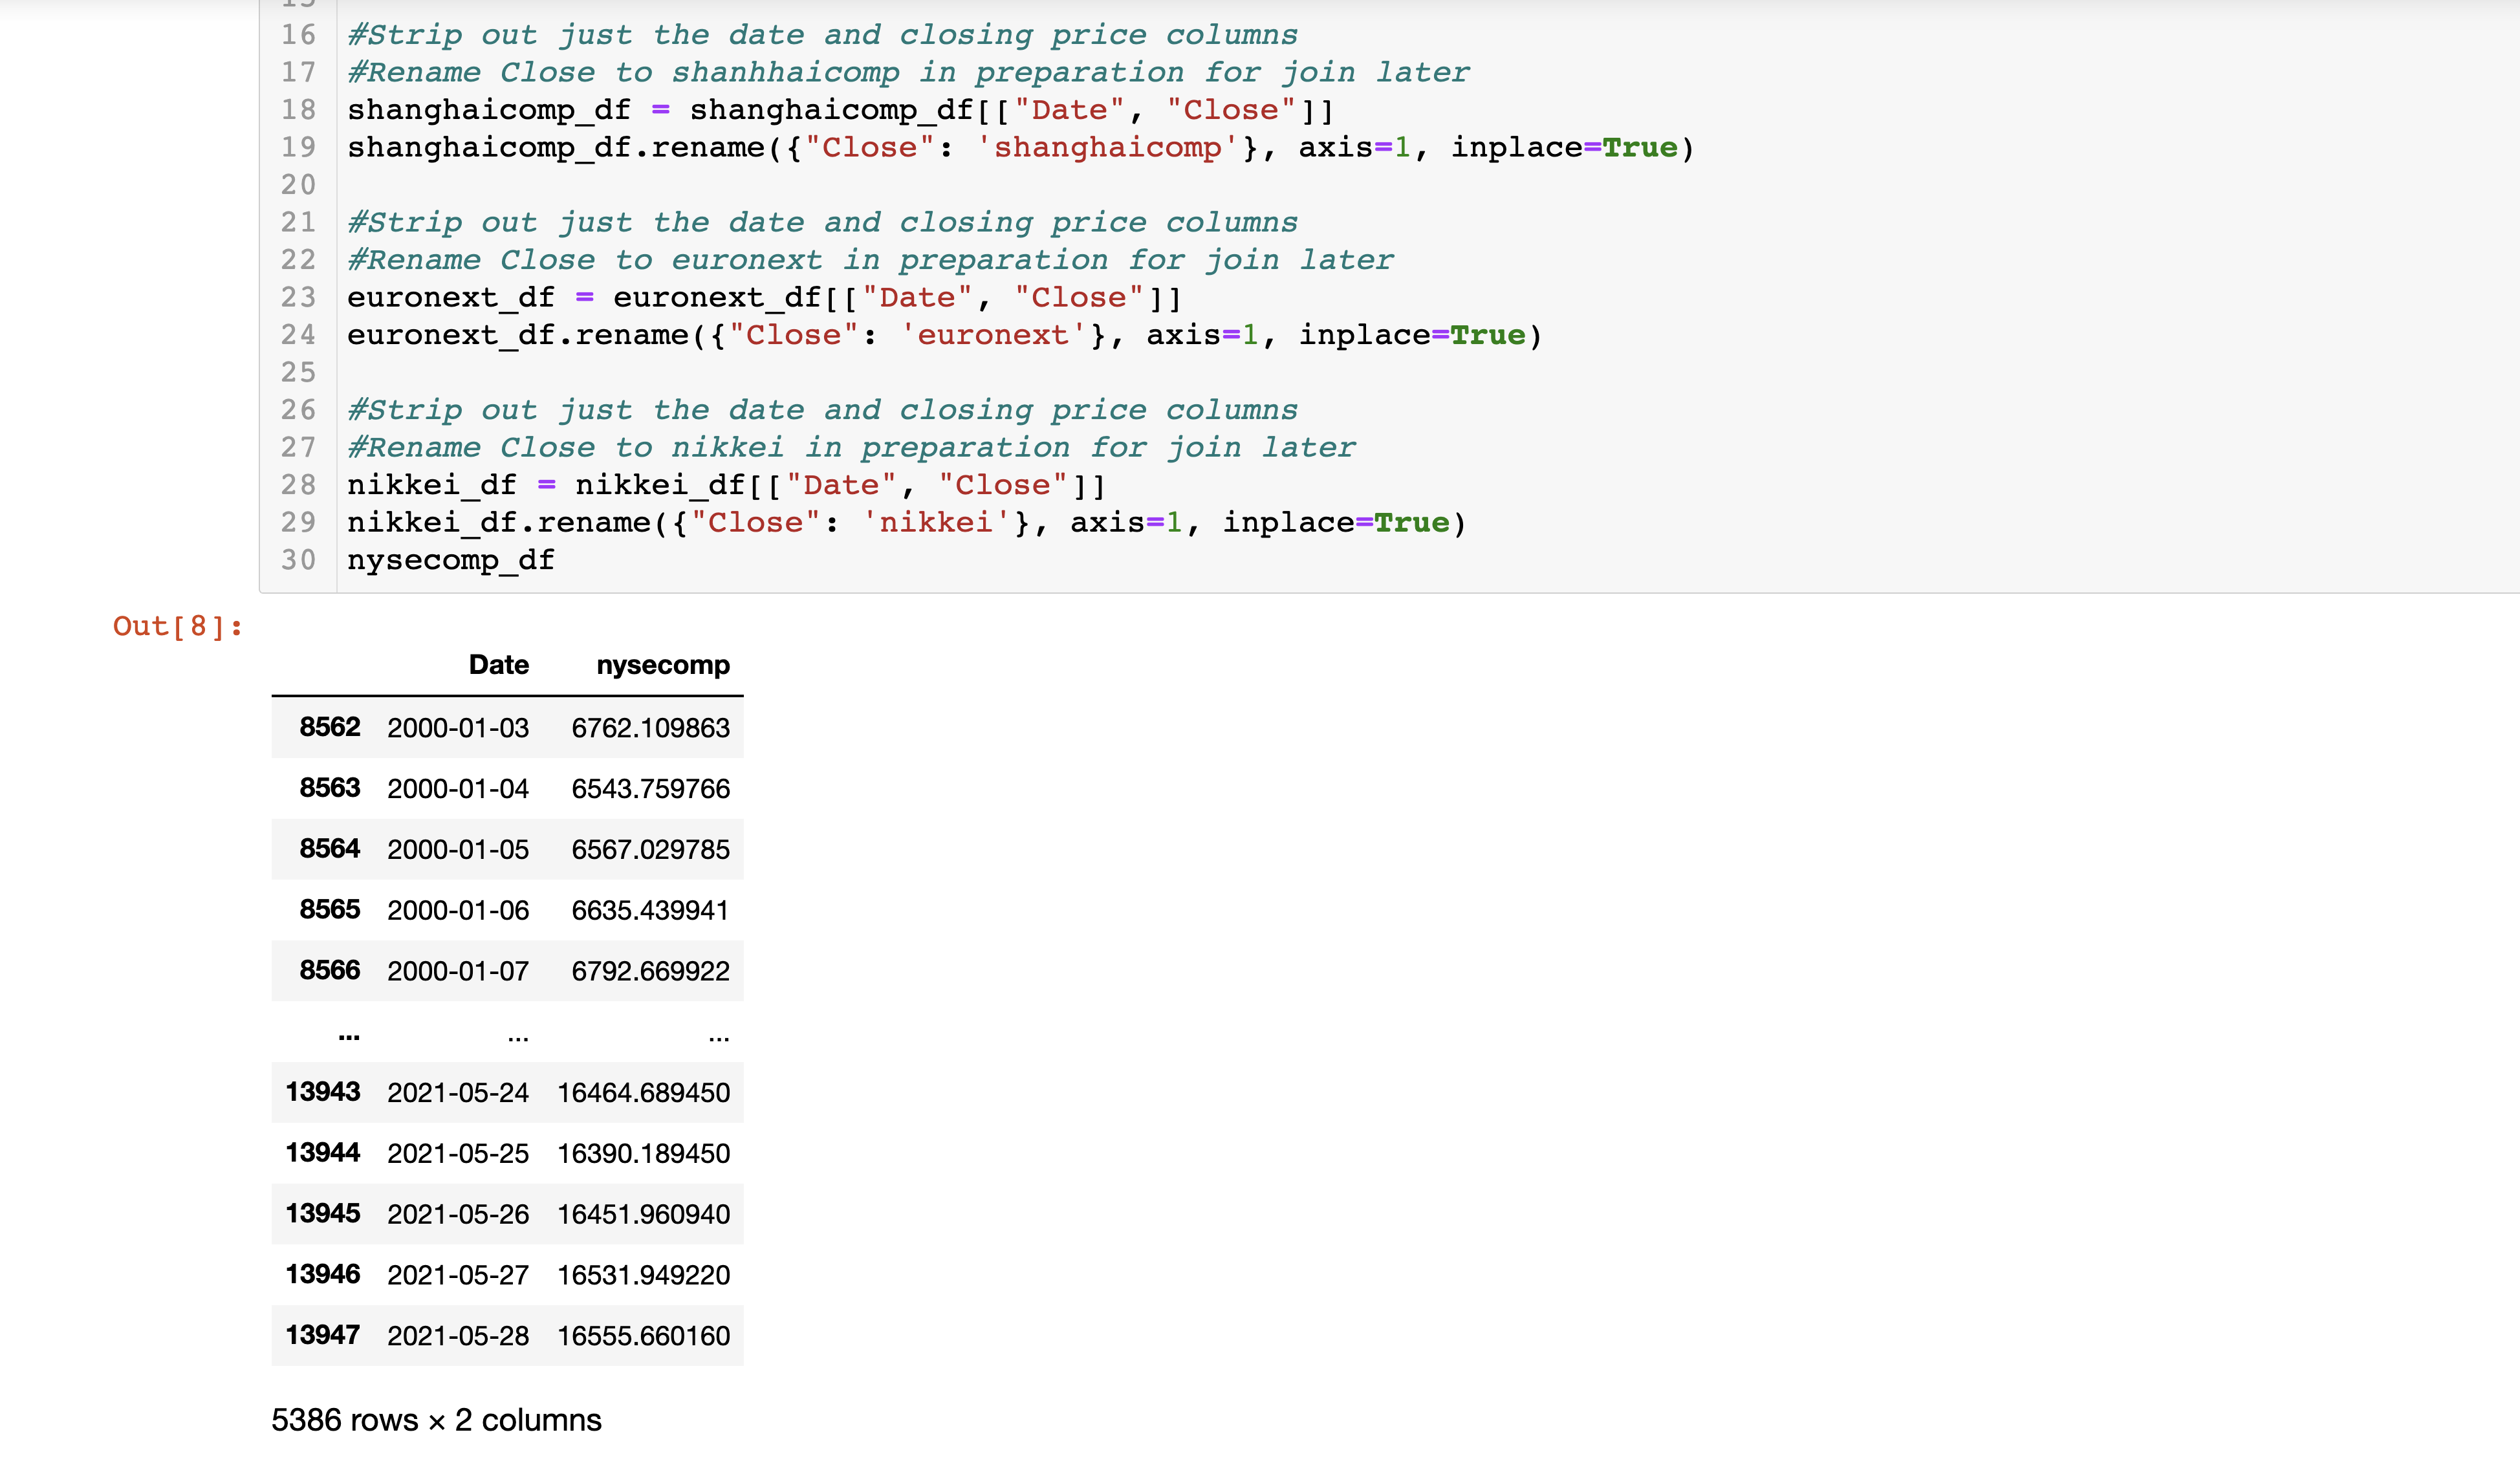 16 #Strip out just the date and closing price columns
17 #Rename Close to shanhhaicomp in preparation for join later
18 shanghaicomp_df = shanghaicomp_df[["Date", "Close"]]
19 shanghaicomp_df.rename({"Close": 'shanghaicomp'}, axis=1, inplace=True)
20
21 #Strip out just the date and closing price columns
22 #Rename Close to euronext in preparation for join later
23 euronext_df = euronext_df[["Date", "Close"]]
24 euronext_df.rename({"Close": 'euronext'}, axis=1, inplace=True)
25
26 #Strip out just the date and closing price columns
27 #Rename Close to nikkei in preparation for join later
28 nikkei_df = nikkei_df[["Date", "Close"]]
29 nikkei_df.rename({"Close": 'nikkei'}, axis=1, inplace=True)
30 nysecomp_df
Out[8]:
Date nysecomp
8562 2000-01-03 6762.109863
8563 2000-01-04 6543.759766
8564 2000-01-05 6567.029785
8565 2000-01-06 6635.439941
8566 2000-01-07 6792.669922
... ... ...
13943 2021-05-24 16464.689450
13944 2021-05-25 16390.189450
13945 2021-05-26 16451.960940
13946 2021-05-27 16531.949220
13947 2021-05-28 16555.660160
5386 rows × 2 columns